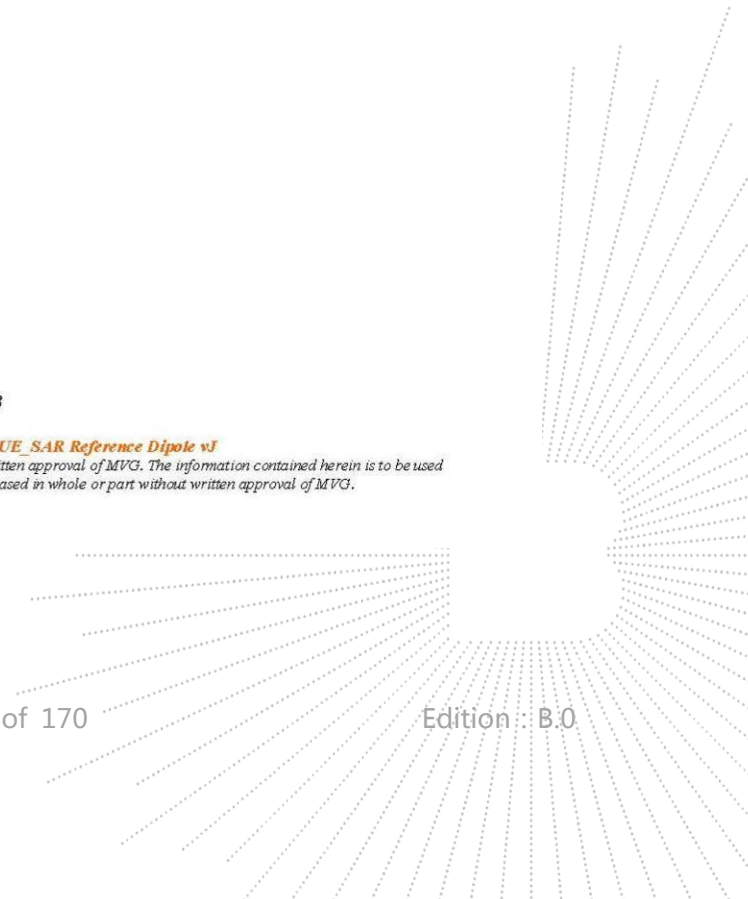 UE_SAR Reference Dipole vJ
tten approval of MVG. The information contained herein is to be used
ased in whole or part without written approval of MVG.
of 170
Edition : B.0